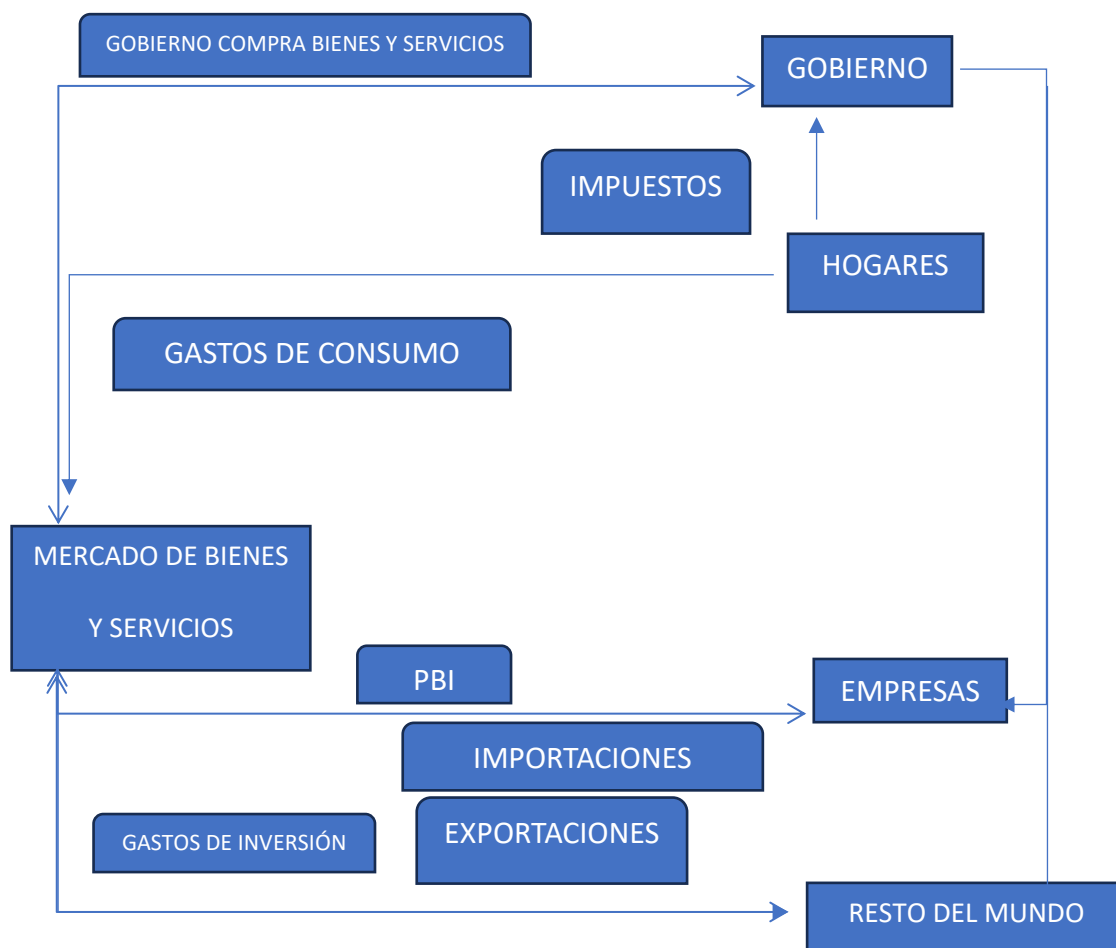 GOBIERNO COMPRA BIENES Y SERVICIOS
GOBIERNO
IMPUESTOS
HOGARES
GASTOS DE CONSUMO
MERCADO DE BIENES
Y SERVICIOS
PBI
EMPRESAS
IMPORTACIONES
EXPORTACIONES
GASTOS DE INVERSIÓN
RESTO DEL MUNDO